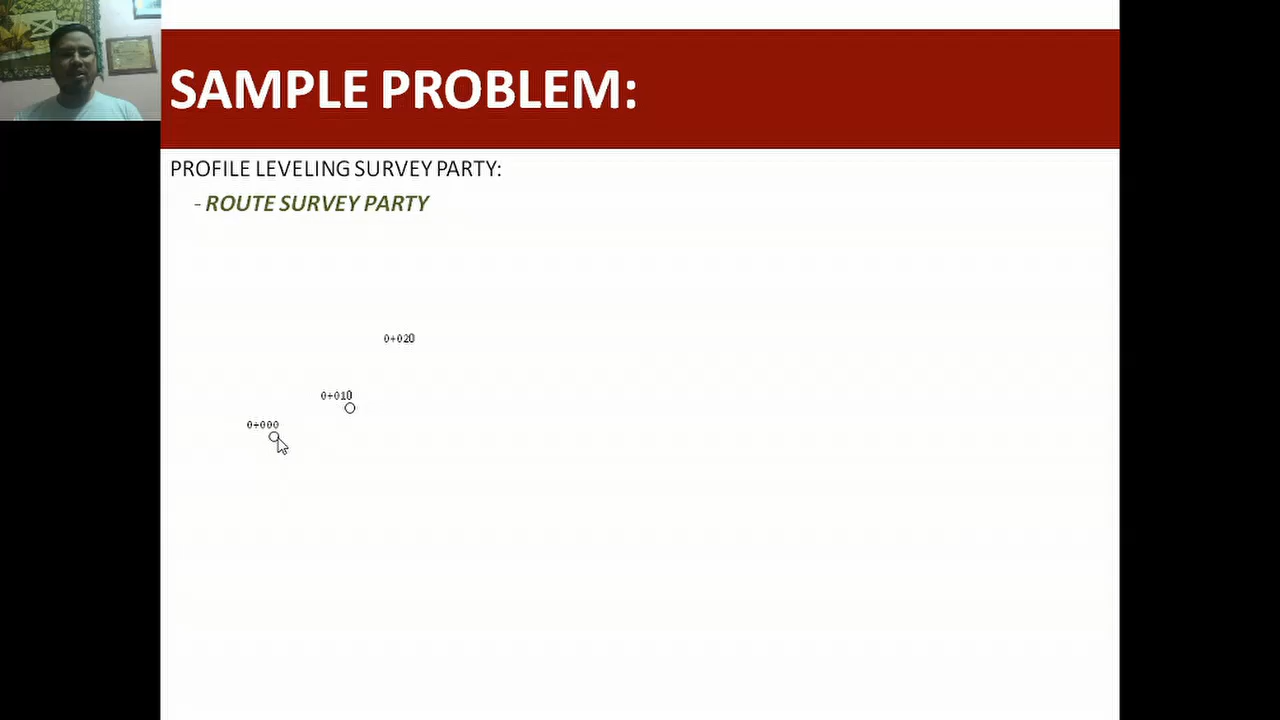 SAMPLE PROBLEM:
PROFILE LEVELING SURVEY PARTY:
- ROUTE SURVEY PARTY
0+020
0+010
0+000